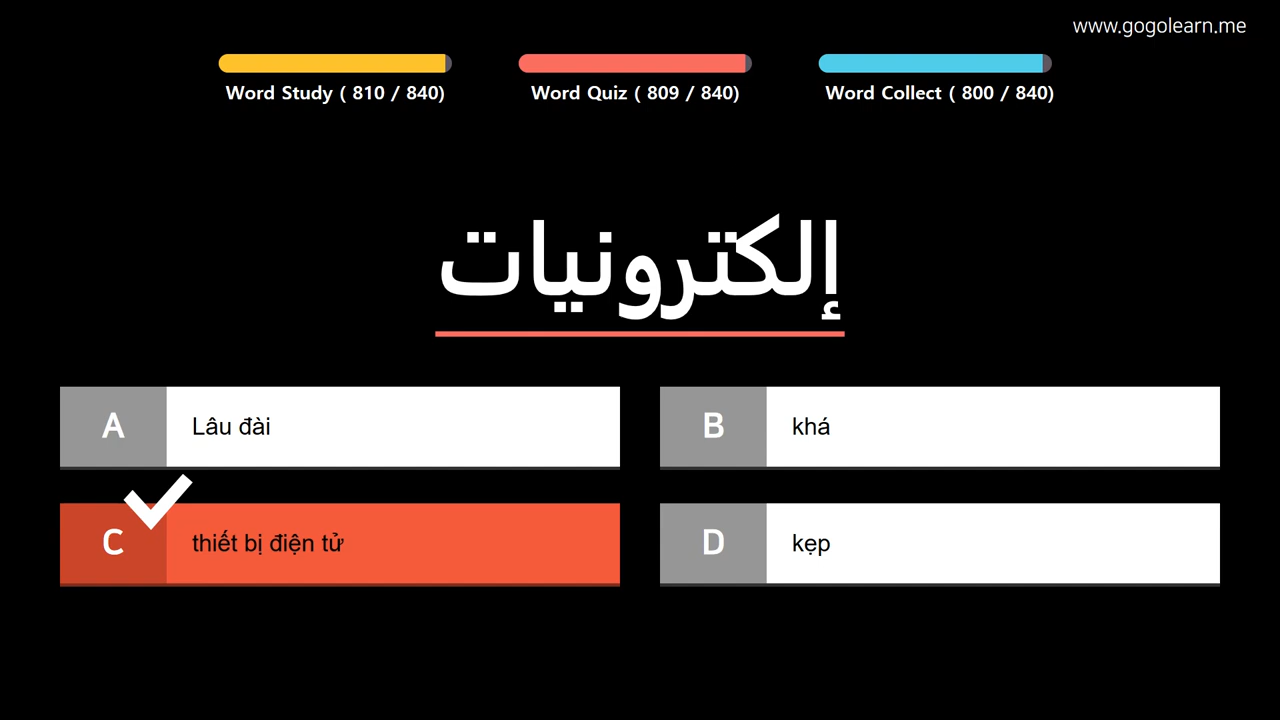 www.gogolearn.me
Word Study ( 810 / 840)
Word Quiz ( 809 / 840)
Word Collect ( 800 / 840)
إلكترونيات
A
Lâu đài
B
khá
C
thiết bị điện tử
D
kẹp